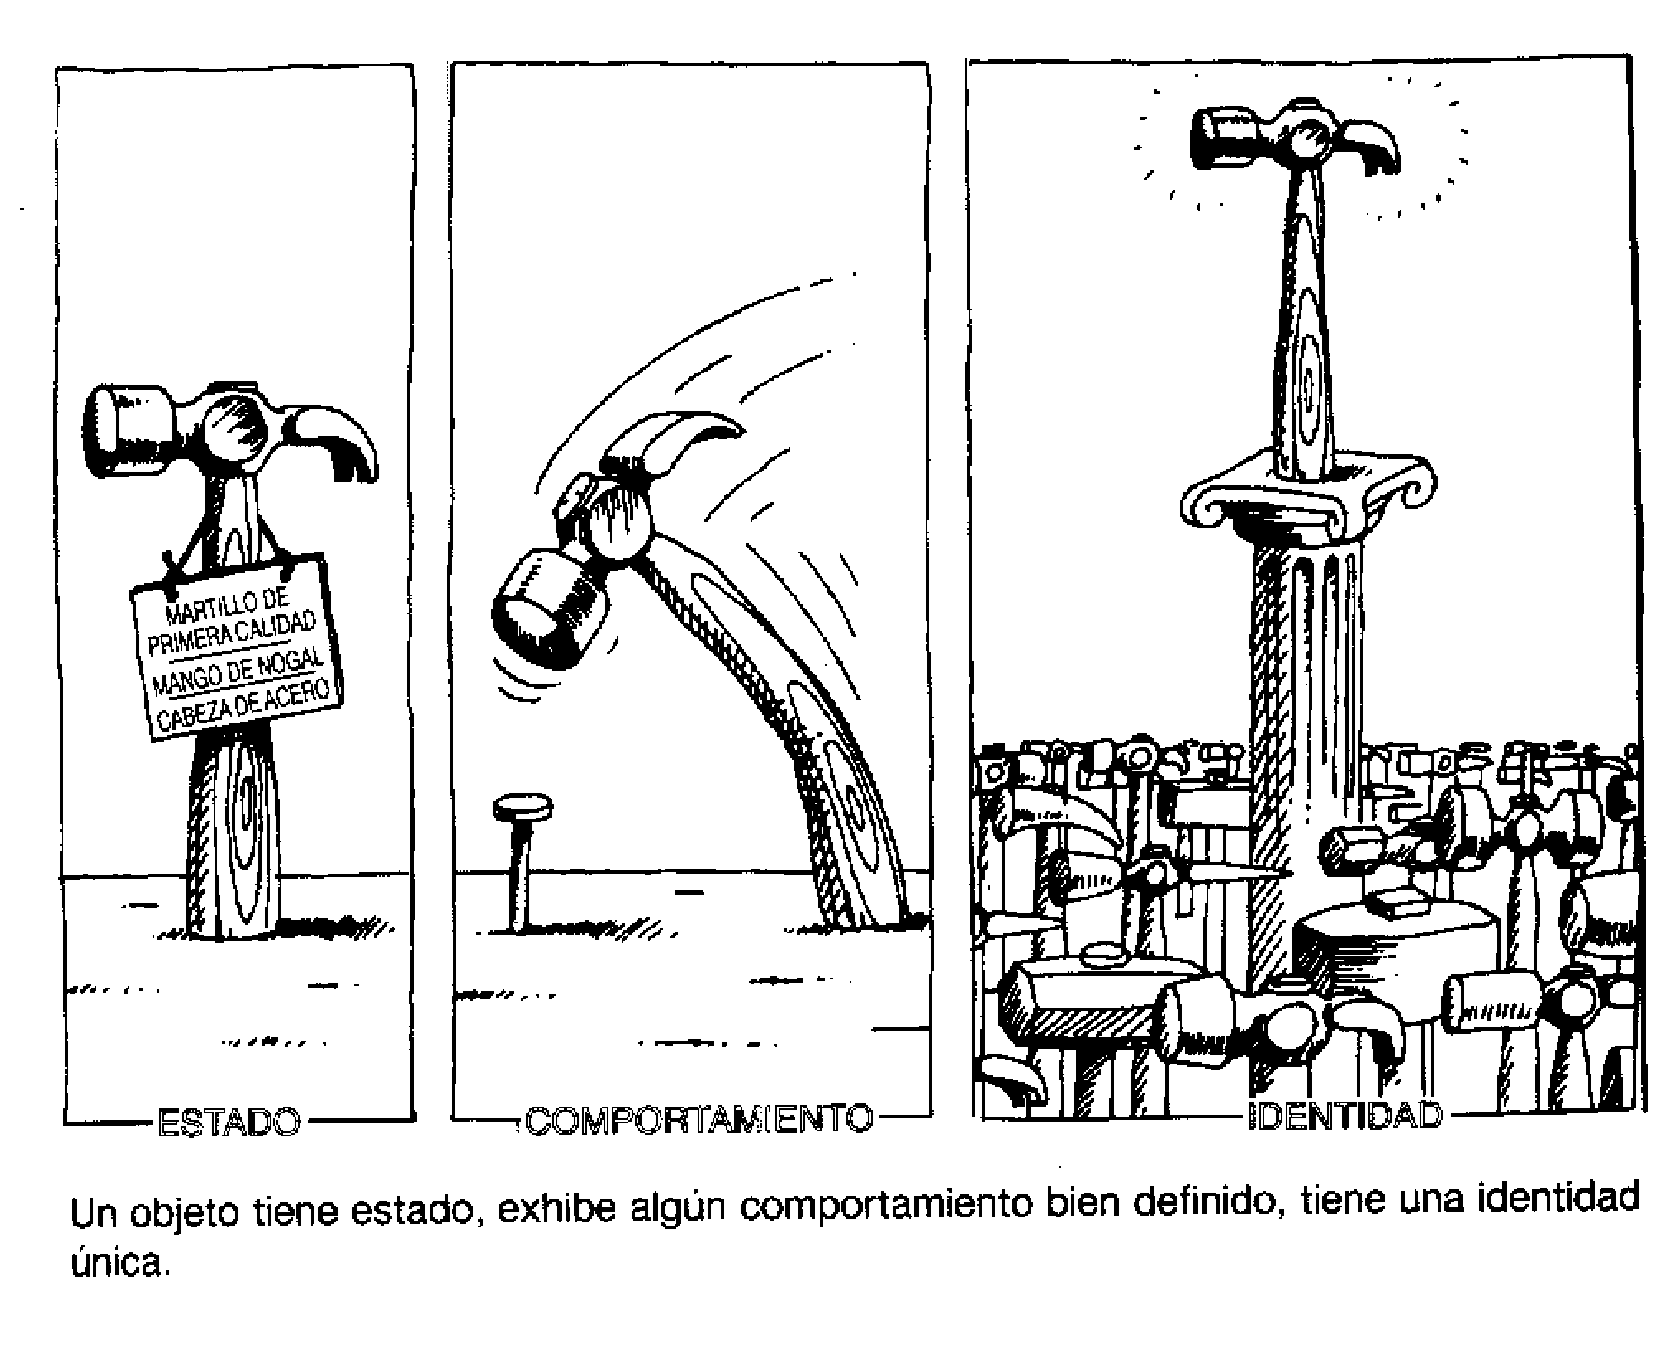 MARTILLO DE
PRIMERA CALIDAD
MANGO DE NOGAL
CABEZA DE ACERO
ESTADO
COMPORTAMIENTO
IDENTIDAD
Un objeto tiene estado, exhibe algún comportamiento bien definido, tiene una identidad
única.